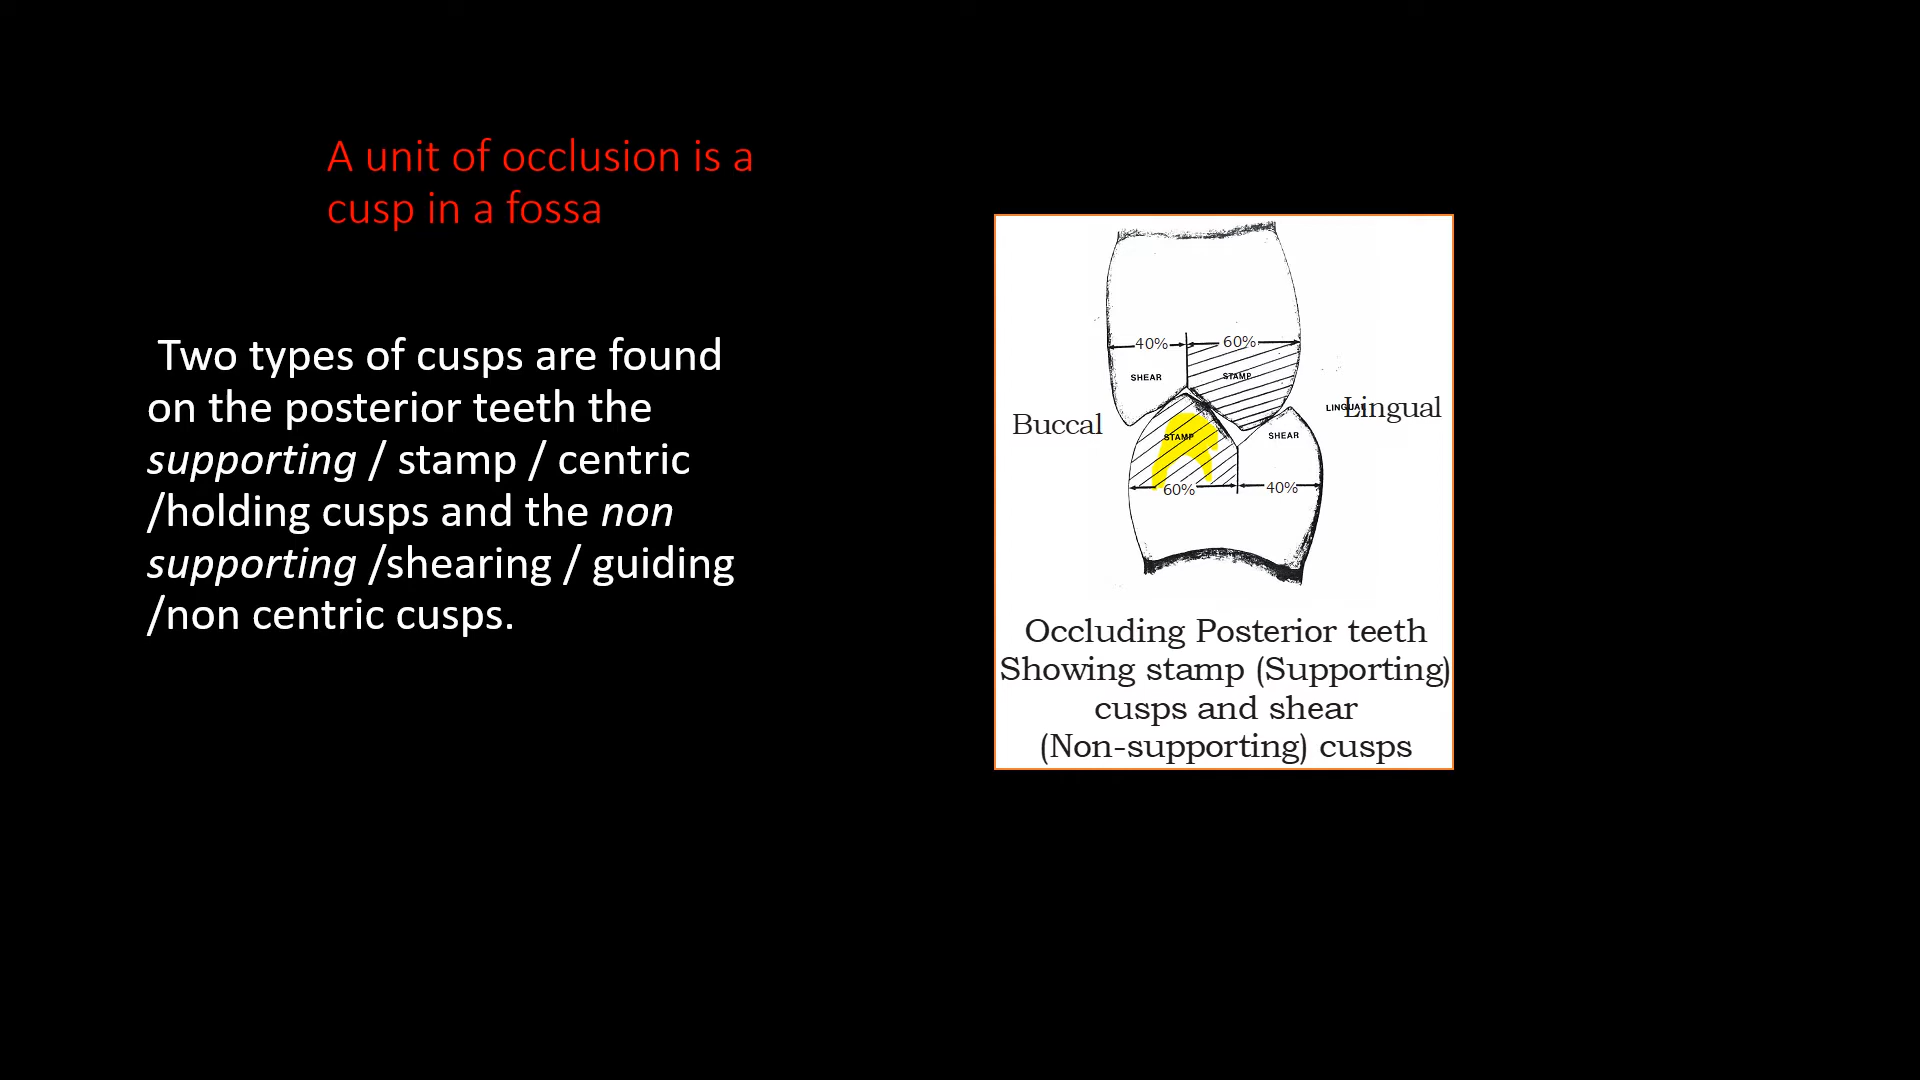 A unit of occlusion is a
cusp in a fossa
Two types of cusps are found
on the posterior teeth the
supporting / stamp / centric
/holding cusps and the non
supporting /shearing / guiding
/non centric cusps.
40% 60%
SHEAR STAMP
Buccal LINGUAL Lingual
STAMP SHEAR
60% 40%
Occluding Posterior teeth
Showing stamp (Supporting)
cusps and shear
(Non-supporting) cusps